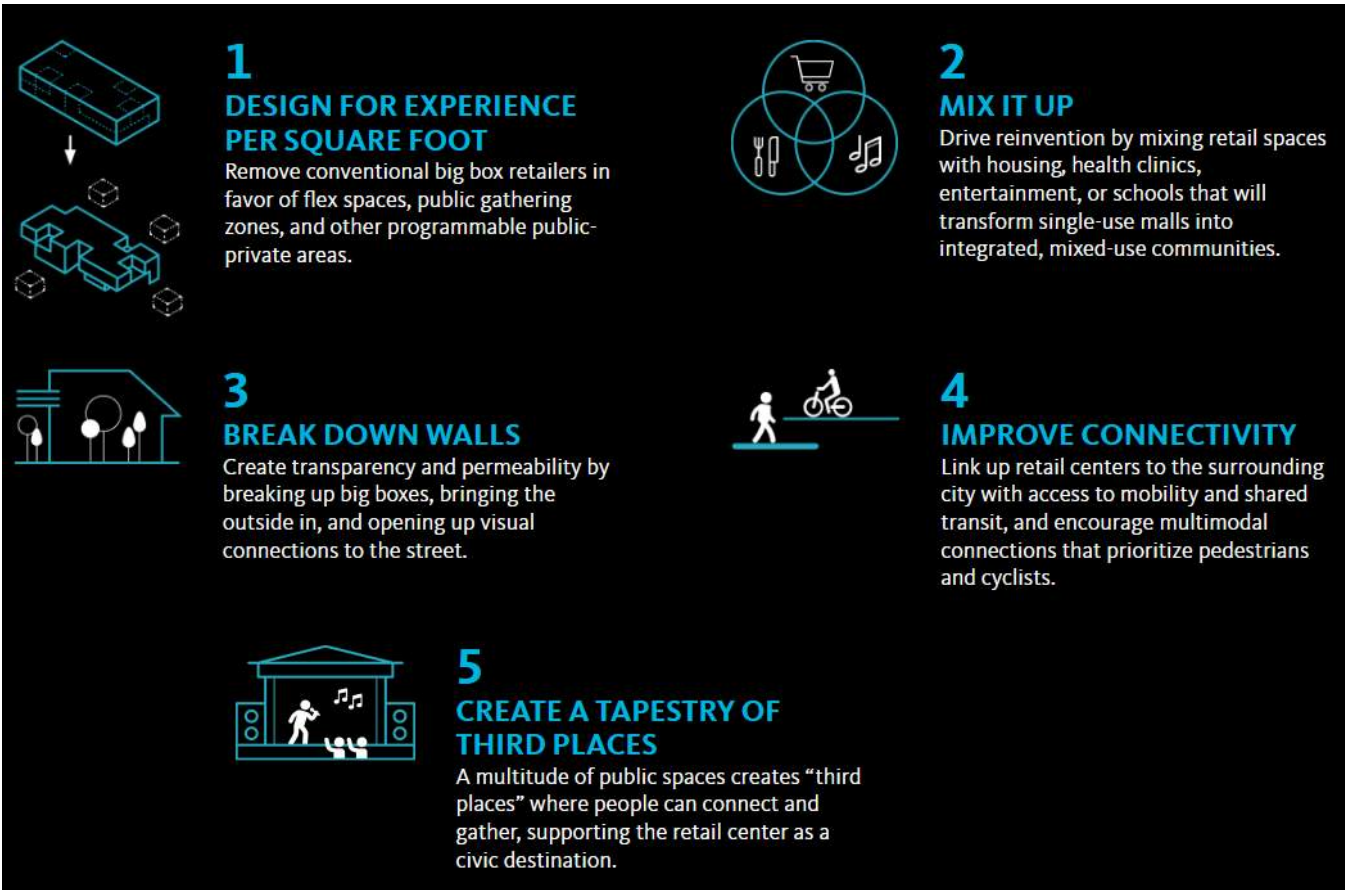 1
DESIGN FOR EXPERIENCE
PER SQUARE FOOT
Remove conventional big box retailers in
favor of flex spaces, public gathering
zones, and other programmable public-
private areas.
2
MIX IT UP
Drive reinvention by mixing retail spaces
with housing, health clinics,
entertainment, or schools that will
transform single-use malls into
integrated, mixed-use communities.
3
BREAK DOWN WALLS
Create transparency and permeability by
breaking up big boxes, bringing the
outside in, and opening up visual
connections to the street.
4
IMPROVE CONNECTIVITY
Link up retail centers to the surrounding
city with access to mobility and shared
transit, and encourage multimodal
connections that prioritize pedestrians
and cyclists.
5
CREATE A TAPESTRY OF
THIRD PLACES
A multitude of public spaces creates “third
places” where people can connect and
gather, supporting the retail center as a
civic destination.